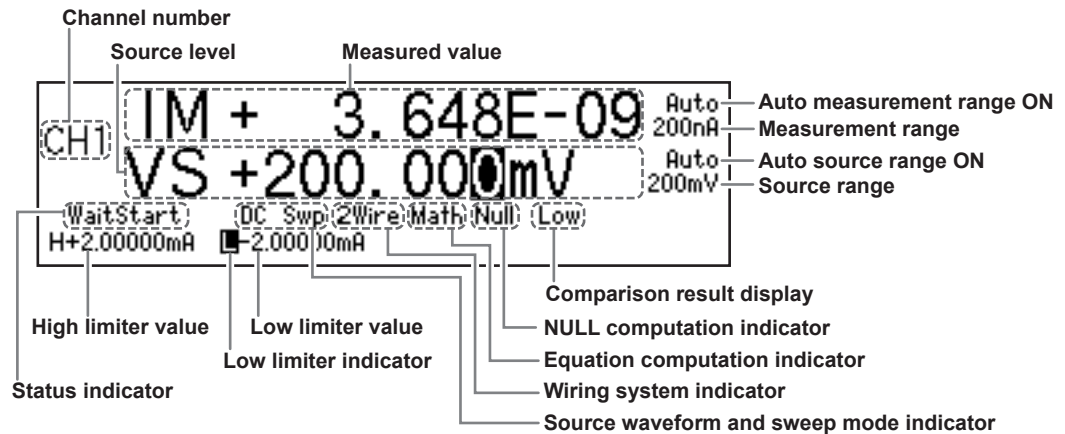 Channel number
Source level
Measured value
CH1
IM + 3.648E-09
Auto
200nA
Auto measurement range ON
Measurement range
VS +200.000mV
Auto
200mV
Auto source range ON
Source range
WaitStart DC Swp 2Wire Math Null Low
H+2.00000mA L-2.00000mA
Comparison result display
High limiter value
Low limiter value
NULL computation indicator
Low limiter indicator
Equation computation indicator
Status indicator
Wiring system indicator
Source waveform and sweep mode indicator